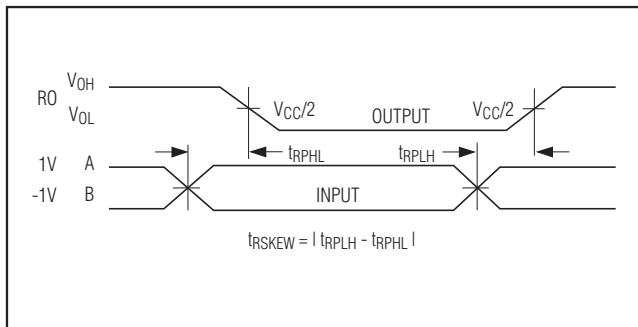 RO VOH
VOL
VCC/2 OUTPUT VCC/2
tRPHL tRPLH
1V A
-1V B
INPUT
tRSKEW = | tRPLH - tRPHL |